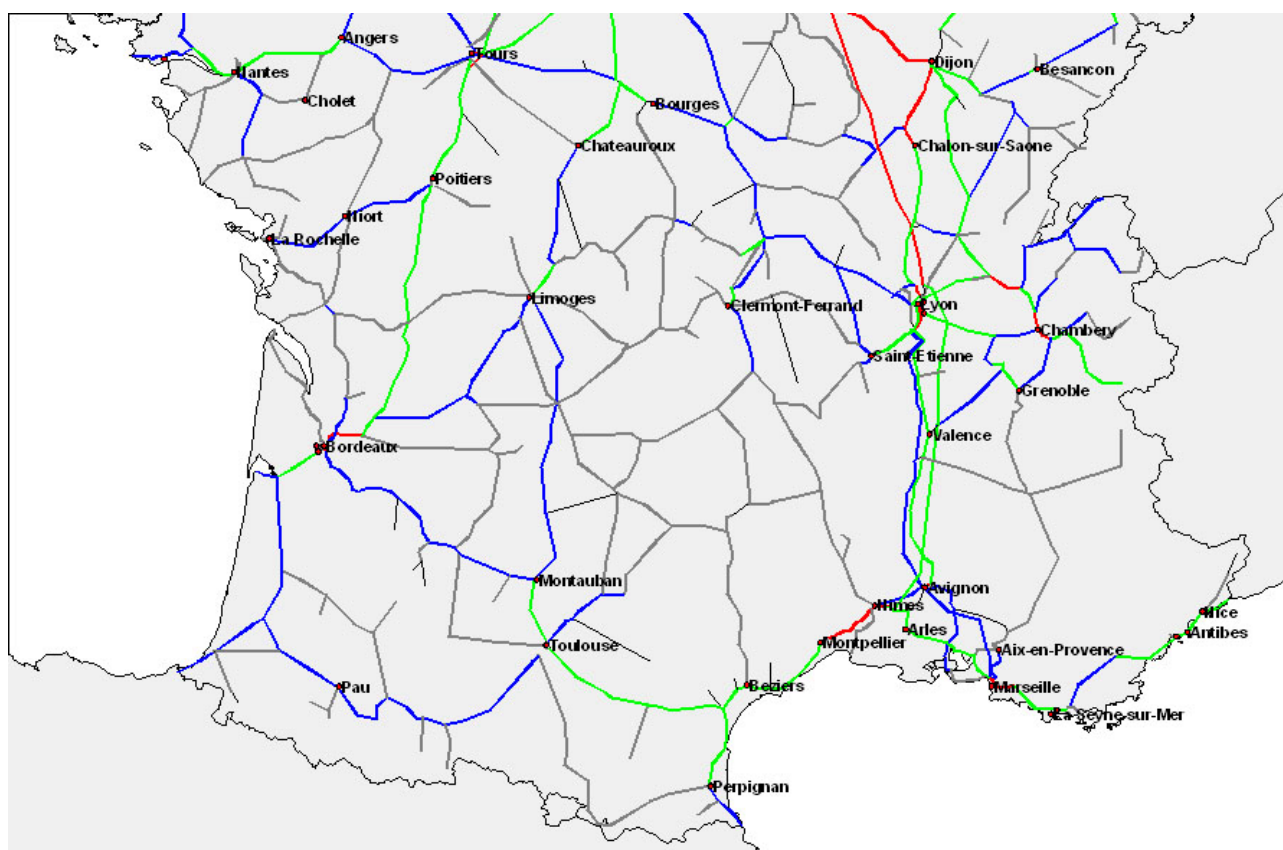 Angers
Tours
Dijon
Nantes
Besancon
Cholet
Bourges
Chateauroux
Chalon-sur-Saone
Poitiers
Niort
La Rochelle
Limoges
Clermont-Ferrand
Lyon
Chambery
Saint-Etienne
Grenoble
Bordeaux
Valence
Montauban
Avignon
Nimes
Nice
Arles
Antibes
Toulouse
Montpellier
Aix-en-Provence
Pau
Beziers
Marseille
La-Seyne-sur-Mer
Perpignan